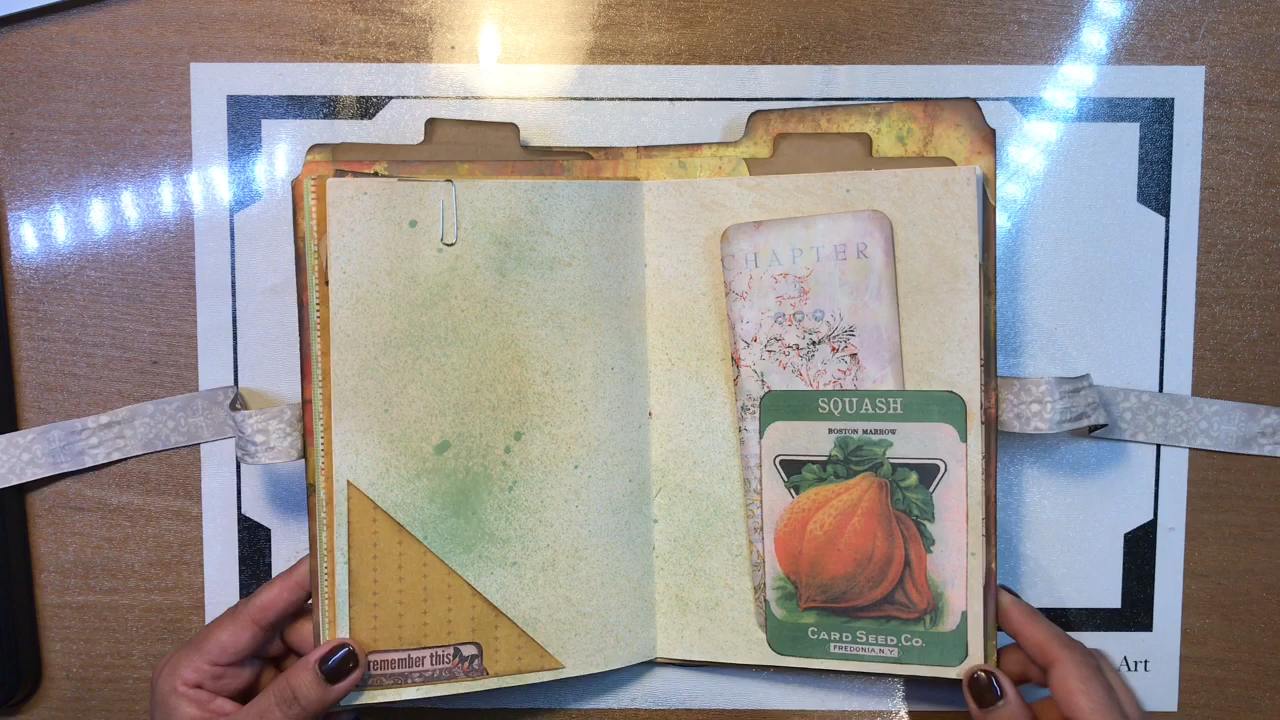 remember this
CHAPTER
SQUASH
BOSTON MARROW
CARD SEED, CO.
FREDONIA, N.Y.
Art